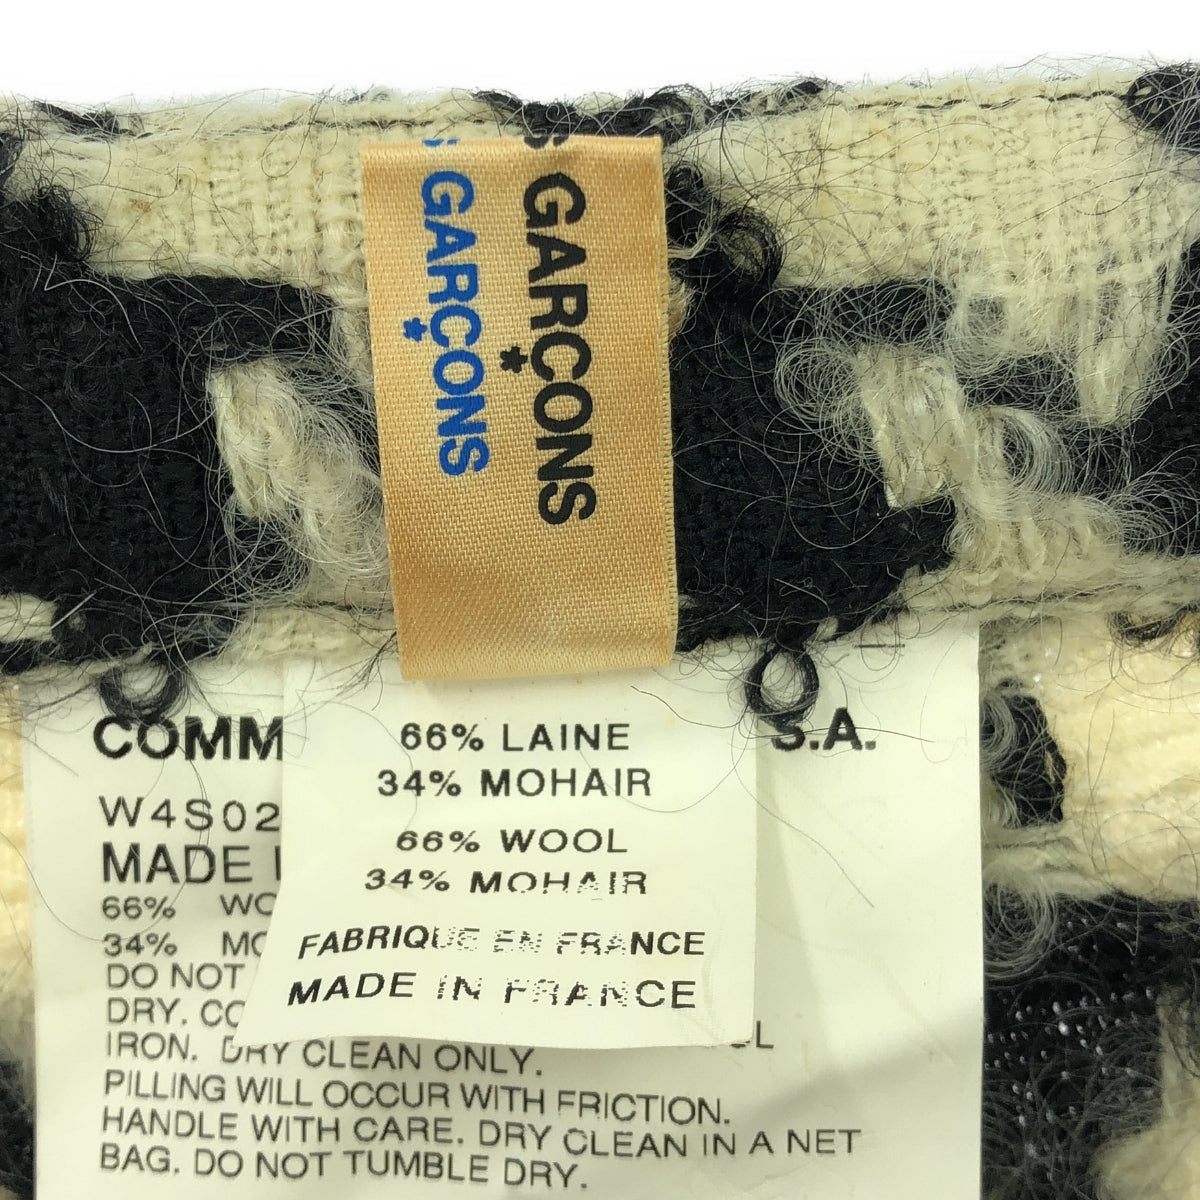 S GARÇONS
GARÇONS
COMM
S.A.
66% LAINE
34% MOHAIR
66% WOOL
34% MOHAIR
FABRIQUE EN FRANCE
MADE IN FRANCE
W4S02
MADE
66% WO
34% MO
DO NOT
DRY. CO
IRON. DRY CLEAN ONLY.
PILLING WILL OCCUR WITH FRICTION.
HANDLE WITH CARE. DRY CLEAN IN A NET
BAG. DO NOT TUMBLE DRY.